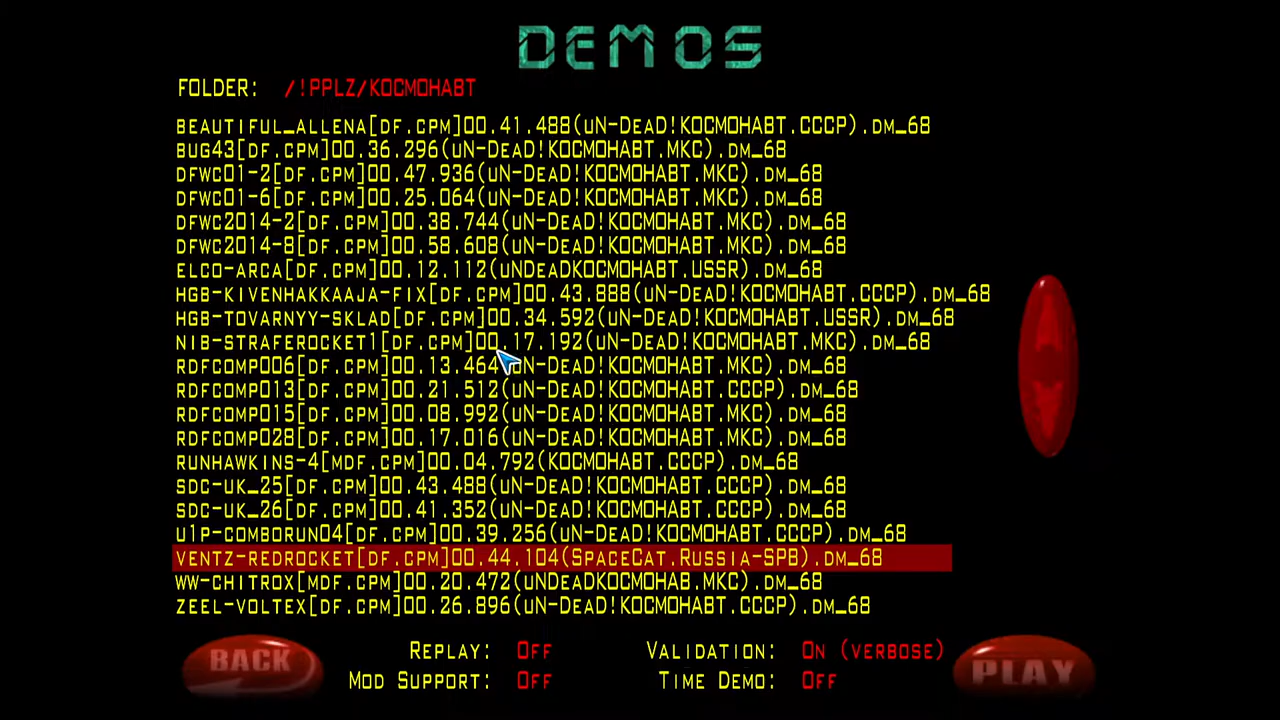 DEMOS
FOLDER: /!PPLZ/KOCMOHABT
BEAUTIFUL_ALLENA[DF.CPM]00.41.488(uN-DEAD!KOCMOHABT.CCCP).DM_68
BUG43[DF.CPM]00.36.296(uN-DEAD!KOCMOHABT.MKC).DM_68
DFWC01-2[DF.CPM]00.47.936(uN-DEAD!KOCMOHABT.MKC).DM_68
DFWC01-6[DF.CPM]00.25.064(uN-DEAD!KOCMOHABT.MKC).DM_68
DFWC2014-2[DF.CPM]00.38.744(uN-DEAD!KOCMOHABT.MKC).DM_68
DFWC2014-8[DF.CPM]00.58.608(uN-DEAD!KOCMOHABT.MKC).DM_68
ELCO-ARCA[DF.CPM]00.12.112(uNDEADKOCMOHABT.USSR).DM_68
HGB-KIVENHAKKAAJA-FIX[DF.CPM]00.43.888(uN-DEAD!KOCMOHABT.CCCP).DM_68
HGB-TOVARNYY-SKLAD[DF.CPM]00.34.592(uN-DEAD!KOCMOHABT.USSR).DM_68
NIB-STRAFEROCKET1[DF.CPM]00.17.192(uN-DEAD!KOCMOHABT.MKC).DM_68
RDFCOMP006[DF.CPM]00.13.464(uN-DEAD!KOCMOHABT.MKC).DM_68
RDFCOMP013[DF.CPM]00.21.512(uN-DEAD!KOCMOHABT.CCCP).DM_68
RDFCOMP015[DF.CPM]00.08.992(uN-DEAD!KOCMOHABT.MKC).DM_68
RDFCOMP028[DF.CPM]00.17.016(uN-DEAD!KOCMOHABT.MKC).DM_68
RUNHAWKINS-4[MDF.CPM]00.04.792(KOCMOHABT.CCCP).DM_68
SDC-UK_25[DF.CPM]00.43.488(uN-DEAD!KOCMOHABT.CCCP).DM_68
SDC-UK_26[DF.CPM]00.41.352(uN-DEAD!KOCMOHABT.CCCP).DM_68
U1P-COMBORUN04[DF.CPM]00.39.256(uN-DEAD!KOCMOHABT.CCCP).DM_68
VENTZ-REDROCKET[DF.CPM]00.44.104(SPACECAT.RUSSIA-SPB).DM_68
WW-CHITROX[MDF.CPM]00.20.472(uN-DEAD!KOCMOHAB.MKC).DM_68
ZEEL-VOLTEX[DF.CPM]00.26.896(uN-DEAD!KOCMOHABT.CCCP).DM_68
REPLAY: OFF VALIDATION: ON (VERBOSE)
MOD SUPPORT: OFF TIME DEMO: OFF
BACK
PLAY